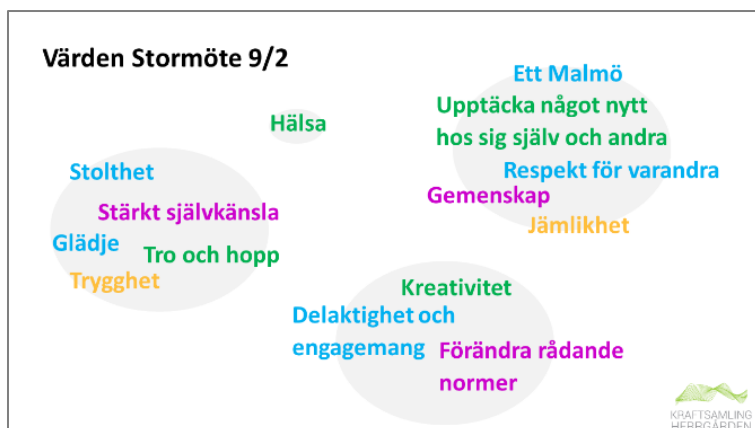 Värden Stormöte 9/2
Ett Malmö
Upptäcka något nytt
hos sig själv och andra
Respekt för varandra
Gemenskap
Jämlikhet
Hälsa
Stolthet
Stärkt självkänsla
Glädje
Tro och hopp
Trygghet
Kreativitet
Delaktighet och
engagemang
Förändra rådande
normer
KRAFTSAMLING
HERRGÅRDEN